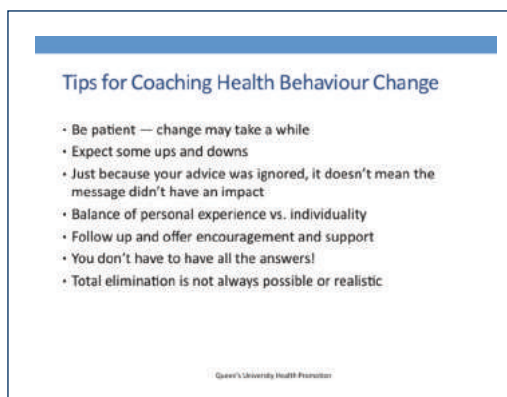 Tips for Coaching Health Behaviour Change
• Be patient — change may take a while
• Expect some ups and downs
• Just because your advice was ignored, it doesn't mean the
message didn't have an impact
• Balance of personal experience vs. individuality
• Follow up and offer encouragement and support
• You don't have to have all the answers!
• Total elimination is not always possible or realistic
Queen's University Health Promotion